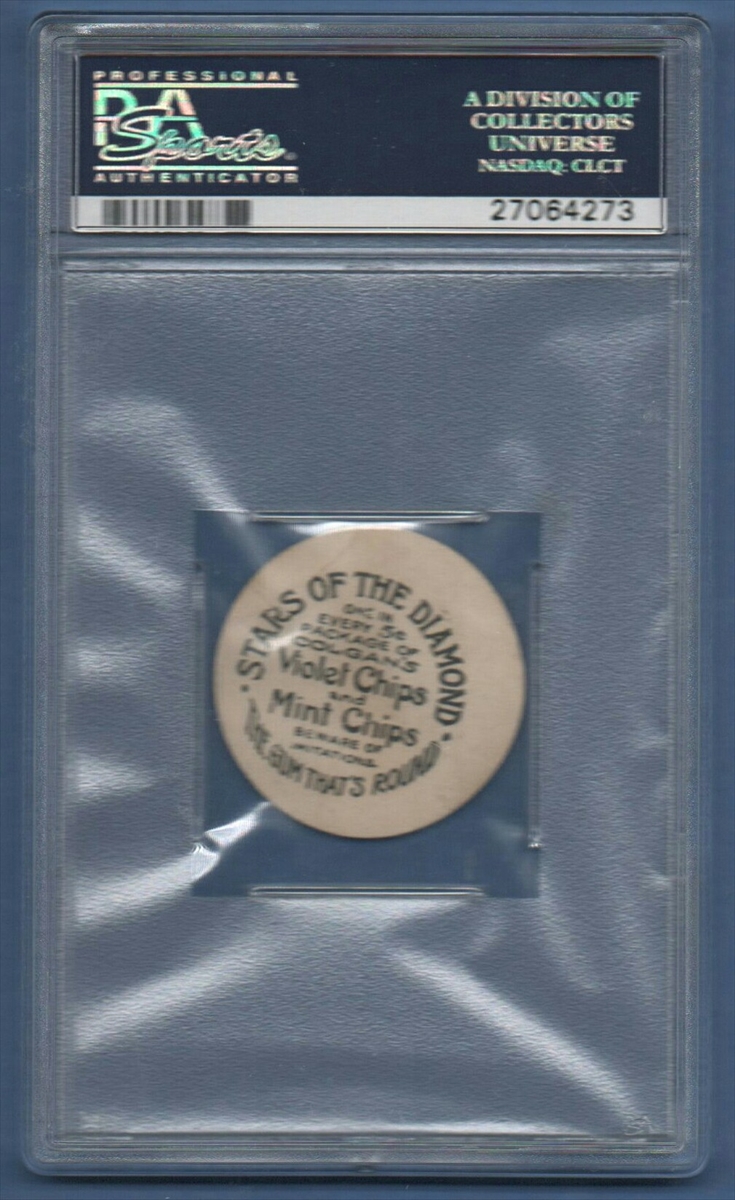 PROFESSIONAL
PSA
Sports
AUTHENTICATOR
A DIVISION OF
COLLECTORS
UNIVERSE
NASDAQ: CLCT
27064273
• STARS OF THE DIAMOND •
ONE IN
EVERY 5¢
PACKAGE OF
COLGAN'S
Violet Chips
and
Mint Chips
BEWARE OF
IMITATIONS.
THE GUM THAT'S ROUND